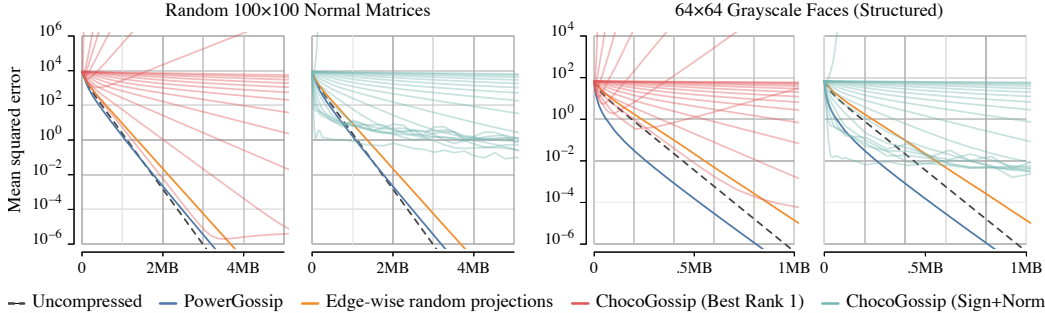 Random 100×100 Normal Matrices
64×64 Grayscale Faces (Structured)
Mean squared error
10^6
10^4
10^2
10^0
10^−2
10^−4
10^−6
0
2MB
4MB
0
2MB
4MB
10^4
10^2
10^0
10^−2
10^−4
10^−6
0
.5MB
1MB
0
.5MB
1MB
Uncompressed
PowerGossip
Edge-wise random projections
ChocoGossip (Best Rank 1)
ChocoGossip (Sign+Norm